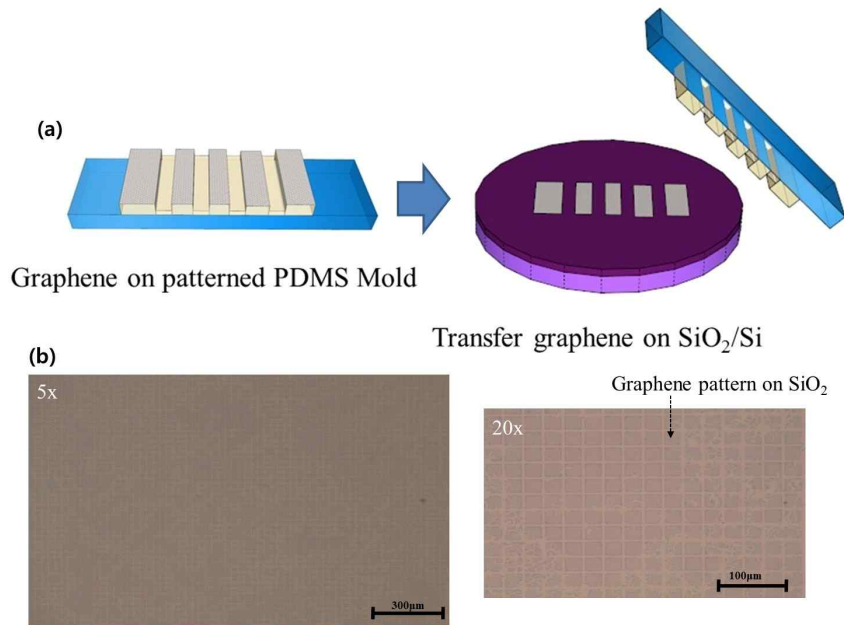 (a)
Graphene on patterned PDMS Mold
Transfer graphene on SiO₂/Si
(b)
5x
300μm
Graphene pattern on SiO₂
20x
100μm